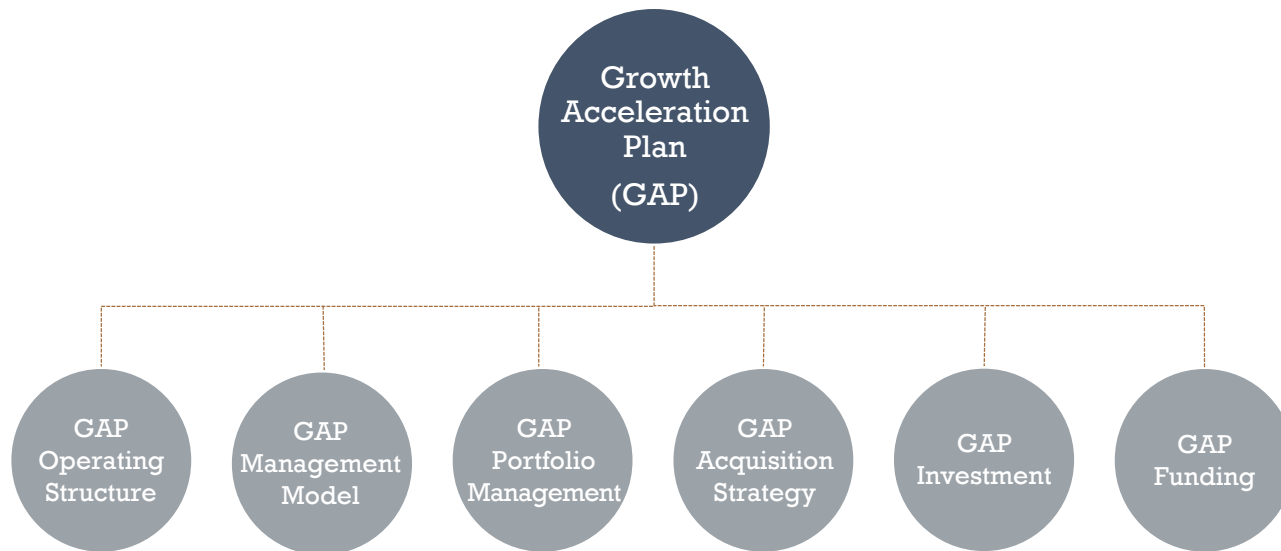 Growth
Acceleration
Plan
(GAP)
GAP
Operating
Structure
GAP
Management
Model
GAP
Portfolio
Management
GAP
Acquisition
Strategy
GAP
Investment
GAP
Funding